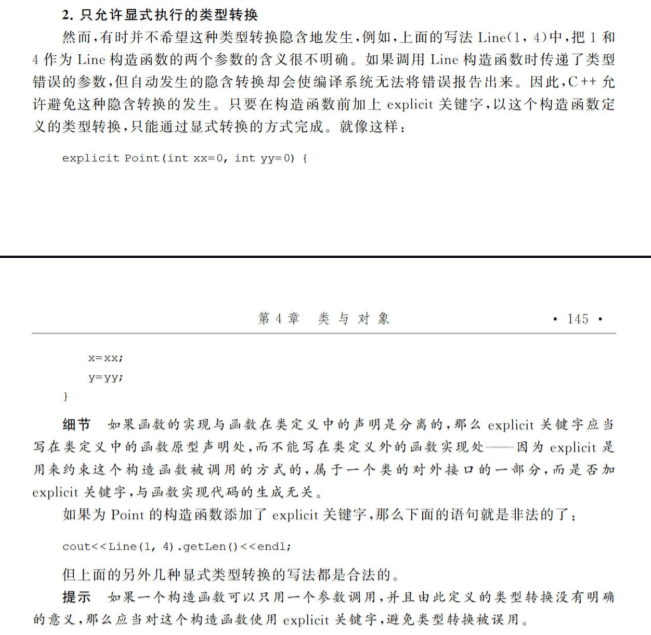 2. 只允许显式执行的类型转换
然而,有时并不希望这种类型转换隐含地发生,例如,上面的写法 Line(1, 4)中,把 1 和
4 作为 Line 构造函数的两个参数的含义很不明确。如果调用 Line 构造函数时传递了类型
错误的参数,但自动发生的隐含转换却会使编译系统无法将错误报告出来。因此,C++ 允
许避免这种隐含转换的发生。只要在构造函数前加上 explicit 关键字,以这个构造函数定
义的类型转换,只能通过显式转换的方式完成。就像这样:
explicit Point(int xx=0, int yy=0) {
第 4 章 类与对象 • 145 •
x=xx;
y=yy;
}
细节 如果函数的实现与函数在类定义中的声明是分离的,那么 explicit 关键字应当
写在类定义中的函数原型声明处,而不能写在类定义外的函数实现处——因为 explicit 是
用来约束这个构造函数被调用的方式的,属于一个类的对外接口的一部分,而是否加
explicit 关键字,与函数实现代码的生成无关。
如果为 Point 的构造函数添加了 explicit 关键字,那么下面的语句就是非法的了:
cout<<Line(1, 4).getLen()<<endl;
但上面的另外几种显式类型转换的写法都是合法的。
提示 如果一个构造函数可以只用一个参数调用,并且由此定义的类型转换没有明确
的意义,那么应当对这个构造函数使用 explicit 关键字,避免类型转换被误用。